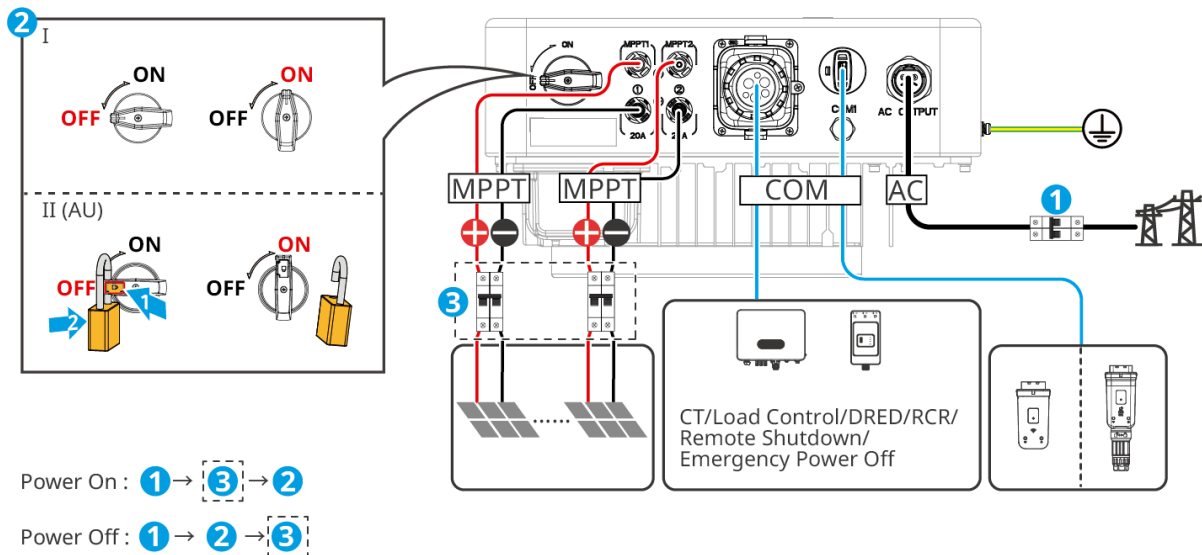 2
I
ON
OFF
ON
OFF
II (AU)
ON
OFF
1
2
ON
OFF
ON
OFF
MPPT1
MPPT2
1
2
20A
20A
COM1
AC OUTPUT
MPPT
MPPT
COM
AC
1
3
CT/Load Control/DRED/RCR/
Remote Shutdown/
Emergency Power Off
Power On : 1 → 3 → 2
Power Off : 1 → 2 → 3